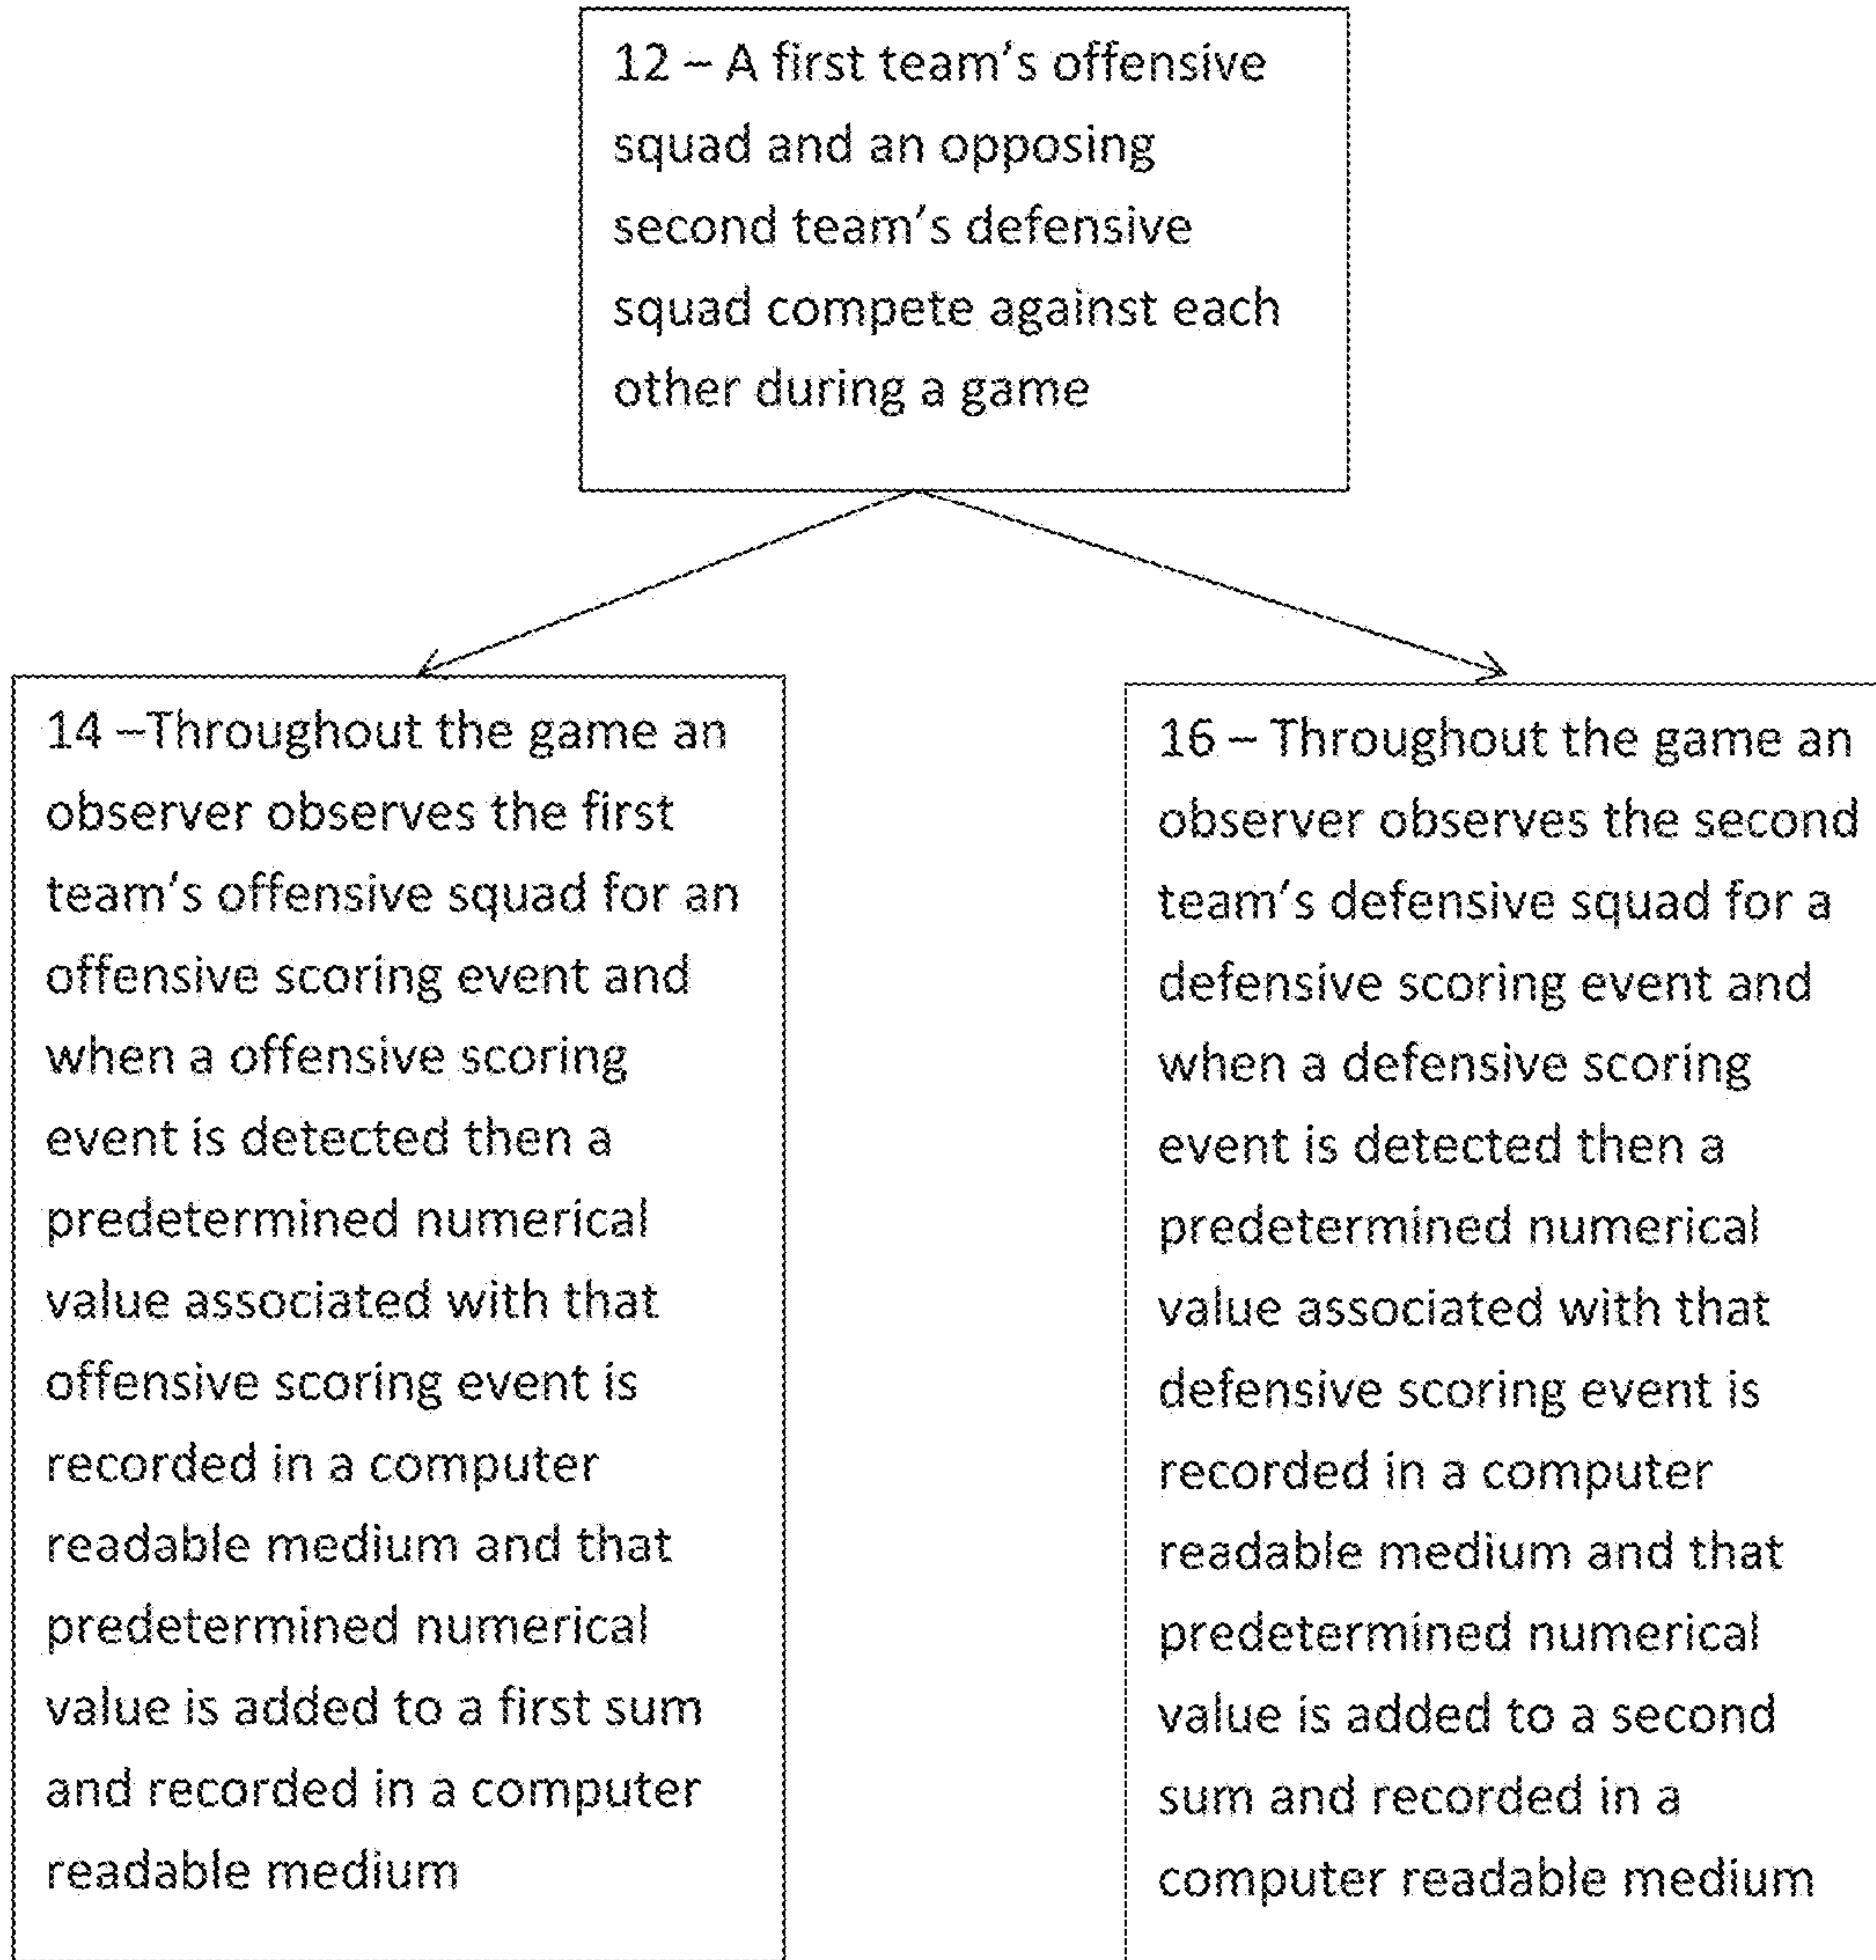 12 – A first team's offensive
squad and an opposing
second team's defensive
squad compete against each
other during a game
14 –Throughout the game an
observer observes the first
team's offensive squad for an
offensive scoring event and
when a offensive scoring
event is detected then a
predetermined numerical
value associated with that
offensive scoring event is
recorded in a computer
readable medium and that
predetermined numerical
value is added to a first sum
and recorded in a computer
readable medium
16 – Throughout the game an
observer observes the second
team's defensive squad for a
defensive scoring event and
when a defensive scoring
event is detected then a
predetermined numerical
value associated with that
defensive scoring event is
recorded in a computer
readable medium and that
predetermined numerical
value is added to a second
sum and recorded in a
computer readable medium